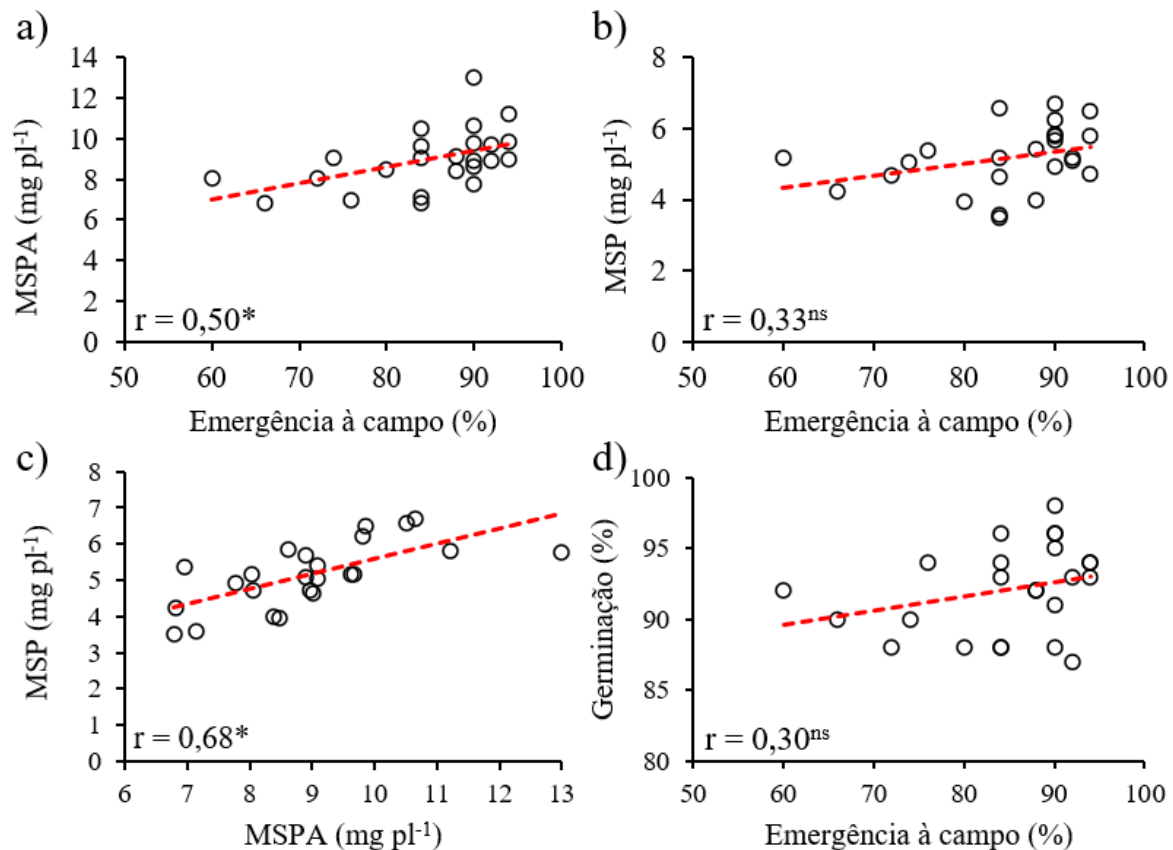 a)
14
12
10
8
6
4
2
0
MSPA (mg pl-1)
r = 0,50*
50 60 70 80 90 100
Emergência à campo (%)
b)
8
6
4
2
0
MSP (mg pl-1)
r = 0,33ns
50 60 70 80 90 100
Emergência à campo (%)
c)
8
7
6
5
4
3
2
1
0
MSP (mg pl-1)
r = 0,68*
6 7 8 9 10 11 12 13
MSPA (mg pl-1)
d)
100
95
90
85
80
Germinação (%)
r = 0,30ns
50 60 70 80 90 100
Emergência à campo (%)